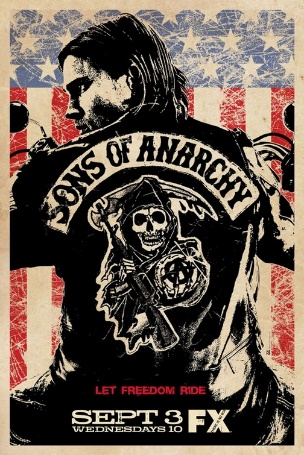 SONS OF ANARCHY
LET FREEDOM RIDE
SEPT 3
WEDNESDAYS 10
FX